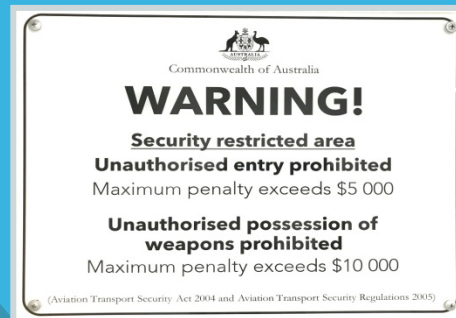 AUSTRALIA
Commonwealth of Australia
WARNING!
Security restricted area
Unauthorised entry prohibited
Maximum penalty exceeds $5 000
Unauthorised possession of
weapons prohibited
Maximum penalty exceeds $10 000
(Aviation Transport Security Act 2004 and Aviation Transport Security Regulations 2005)